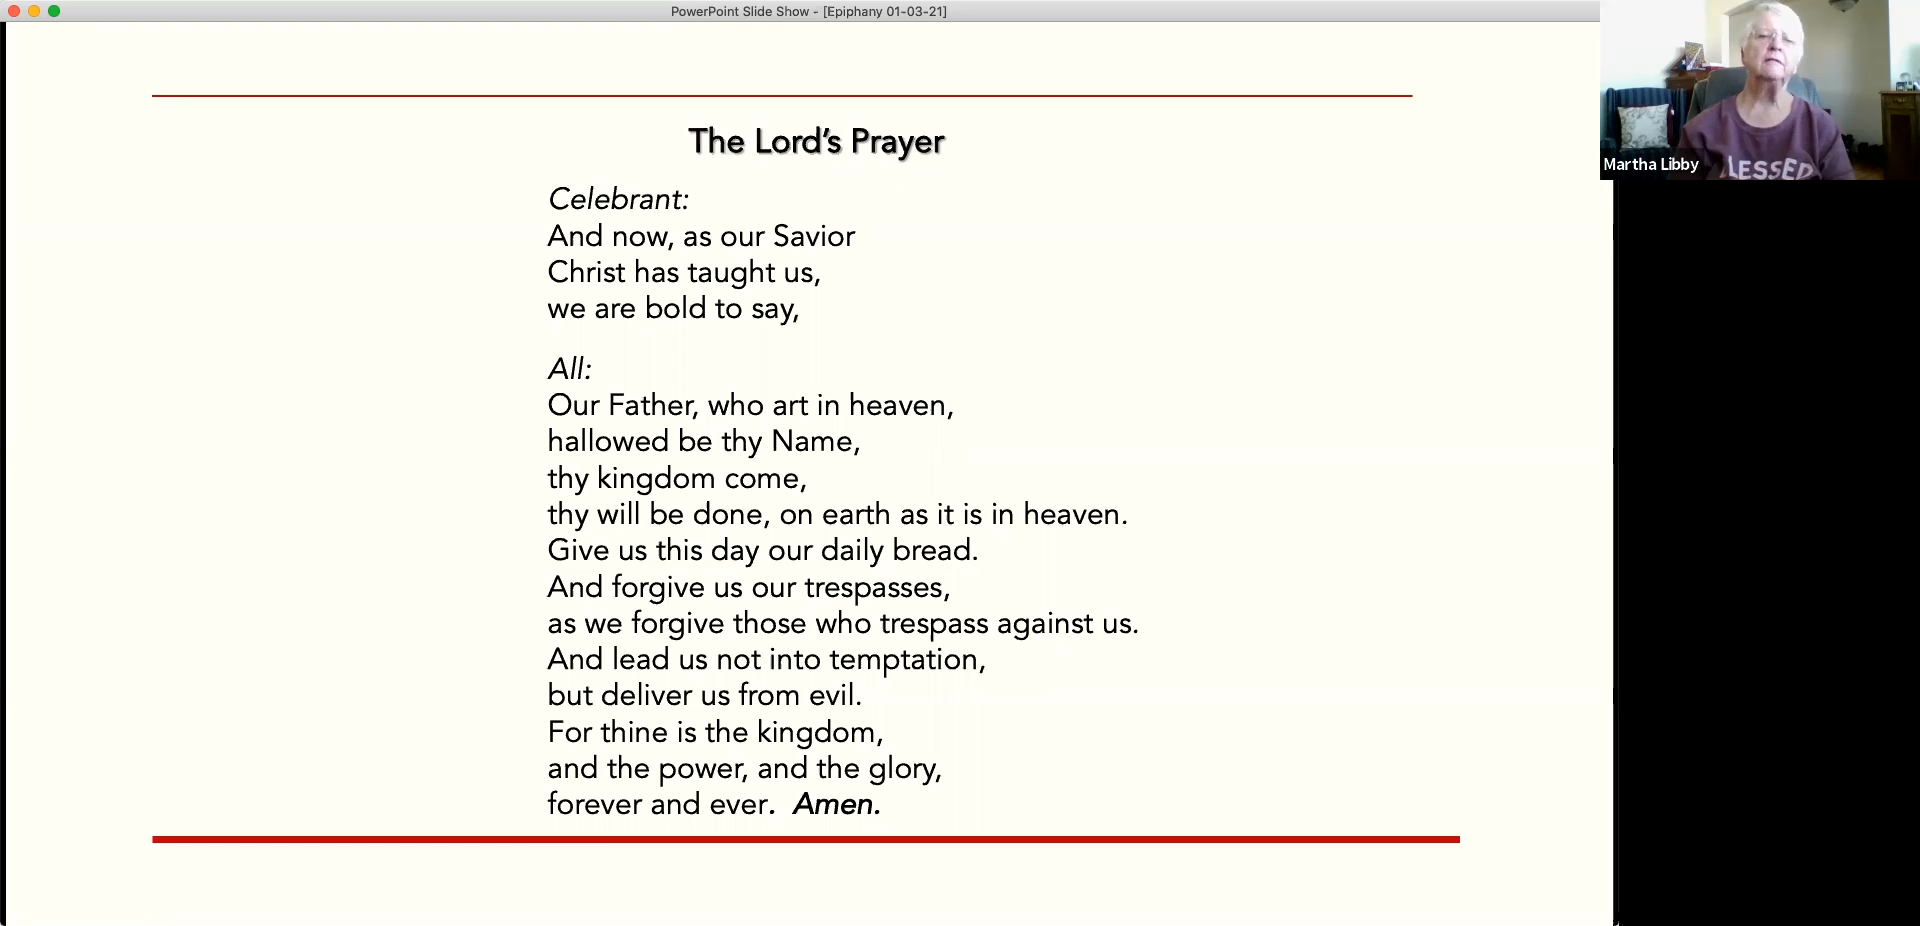 PowerPoint Slide Show - [Epiphany 01-03-21]
The Lord’s Prayer
Celebrant:
And now, as our Savior
Christ has taught us,
we are bold to say,
All:
Our Father, who art in heaven,
hallowed be thy Name,
thy kingdom come,
thy will be done, on earth as it is in heaven.
Give us this day our daily bread.
And forgive us our trespasses,
as we forgive those who trespass against us.
And lead us not into temptation,
but deliver us from evil.
For thine is the kingdom,
and the power, and the glory,
forever and ever.  Amen.
Martha Libby
LESSED